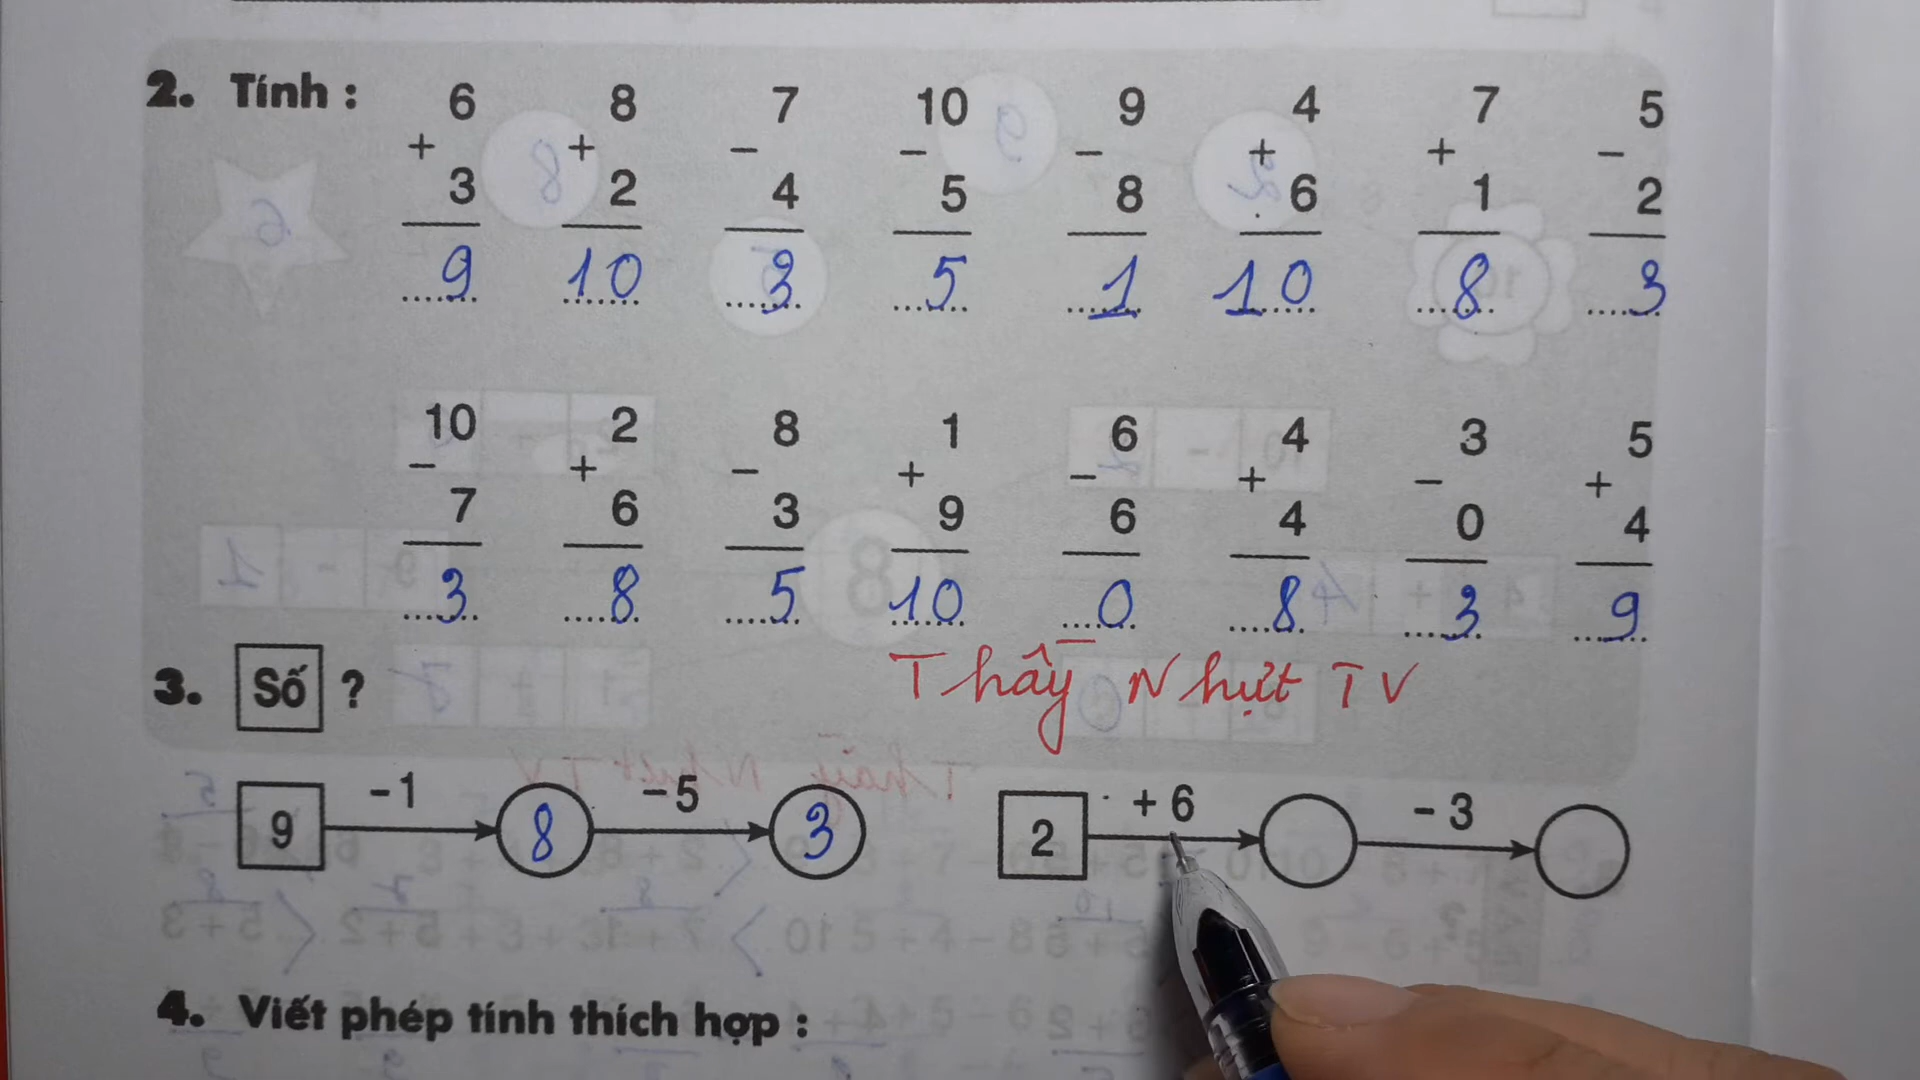 2. Tính :
6 8 7 10 9 4 7 5
+ + - - - + + -
3 2 4 5 8 6 1 2
9 10 3 5 1 10 8 3
10 2 8 1 6 4 3 5
- + - + - + - +
7 6 3 9 6 4 0 4
3 8 5 10 0 8 3 9
3. Số ?
Thầy Nhựt TV
9 -1 8 -5 3
2 +6 -3
4. Viết phép tính thích hợp :